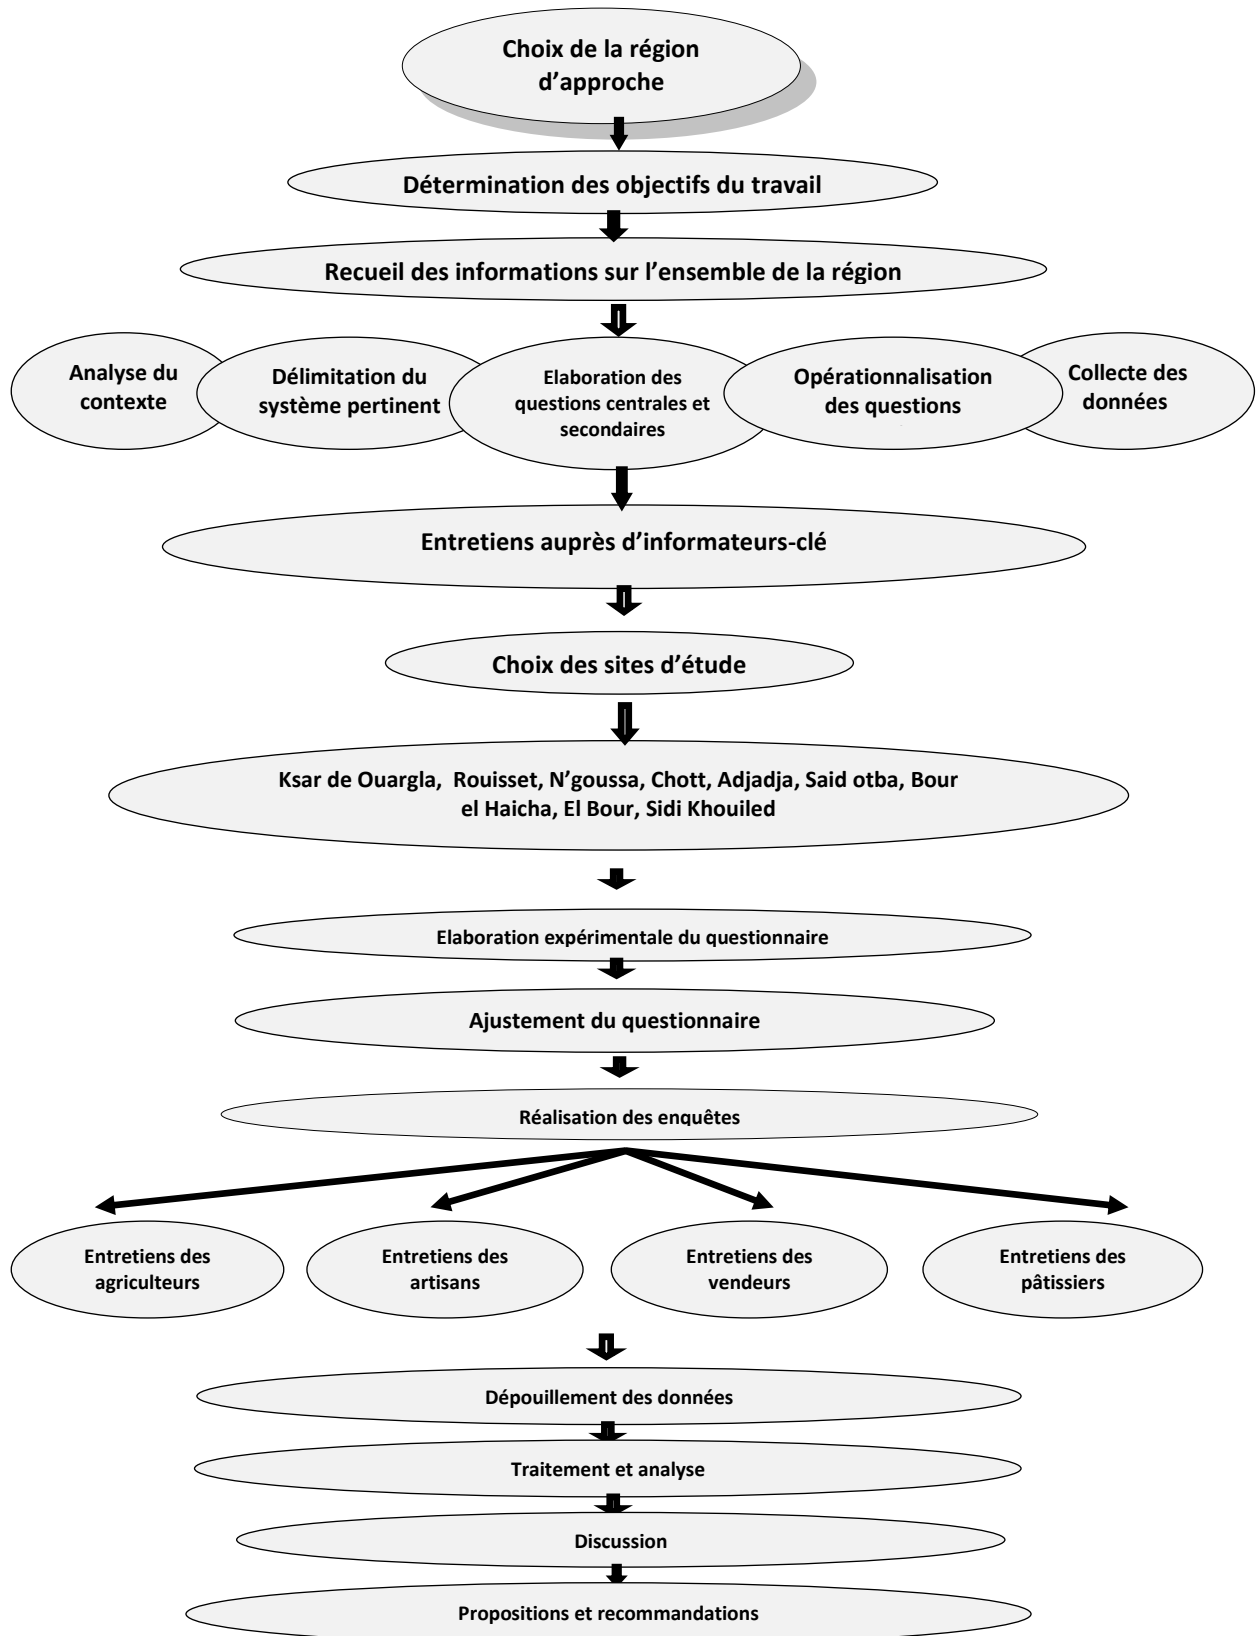 Choix de la région
d’approche
Détermination des objectifs du travail
Recueil des informations sur l’ensemble de la région
Analyse du
contexte
Délimitation du
système pertinent
Elaboration des
questions centrales et
secondaires
Opérationnalisation
des questions
Collecte des
données
Entretiens auprès d’informateurs-clé
Choix des sites d’étude
Ksar de Ouargla, Rouisset, N’goussa, Chott, Adjadja, Said otba, Bour
el Haicha, El Bour, Sidi Khouiled
Elaboration expérimentale du questionnaire
Ajustement du questionnaire
Réalisation des enquêtes
Entretiens des
agriculteurs
Entretiens des
artisans
Entretiens des
vendeurs
Entretiens des
pâtissiers
Dépouillement des données
Traitement et analyse
Discussion
Propositions et recommandations